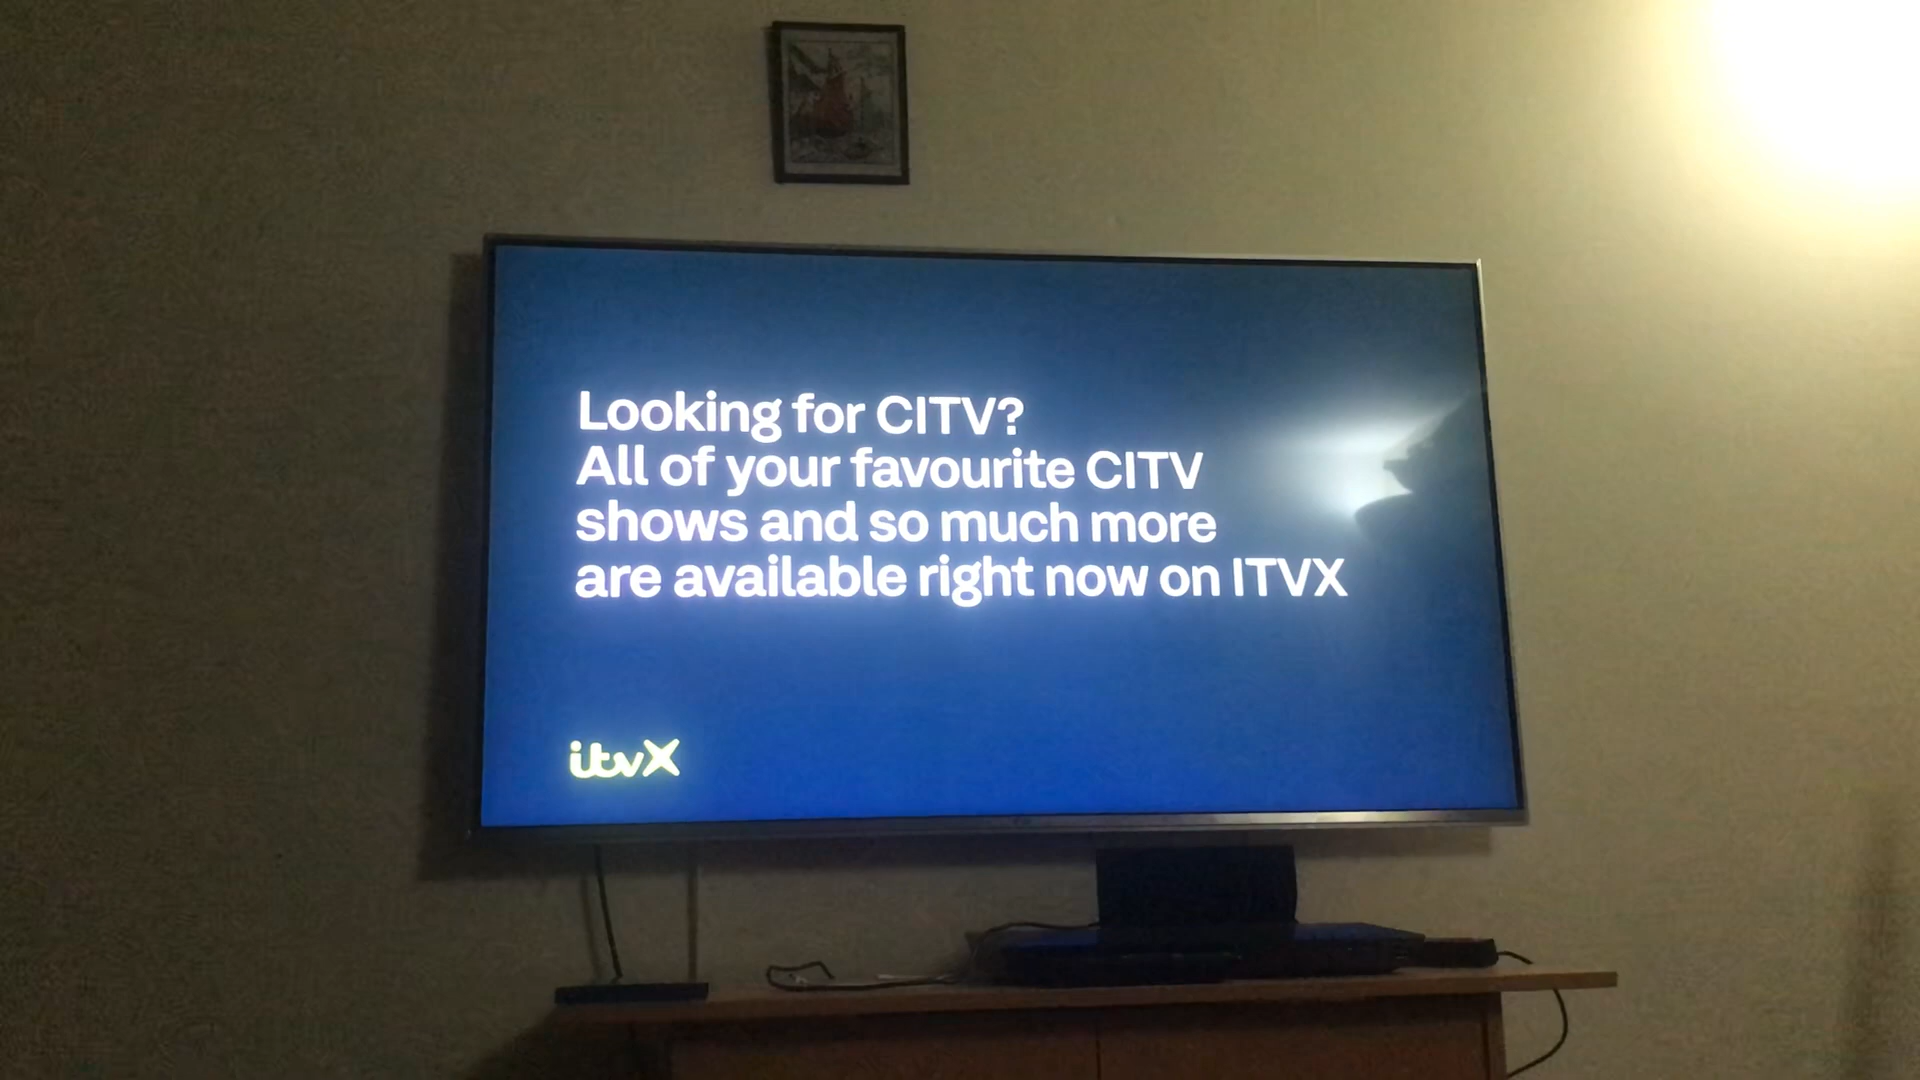 Looking for CITV?
All of your favourite CITV
shows and so much more
are available right now on ITVX
itvX